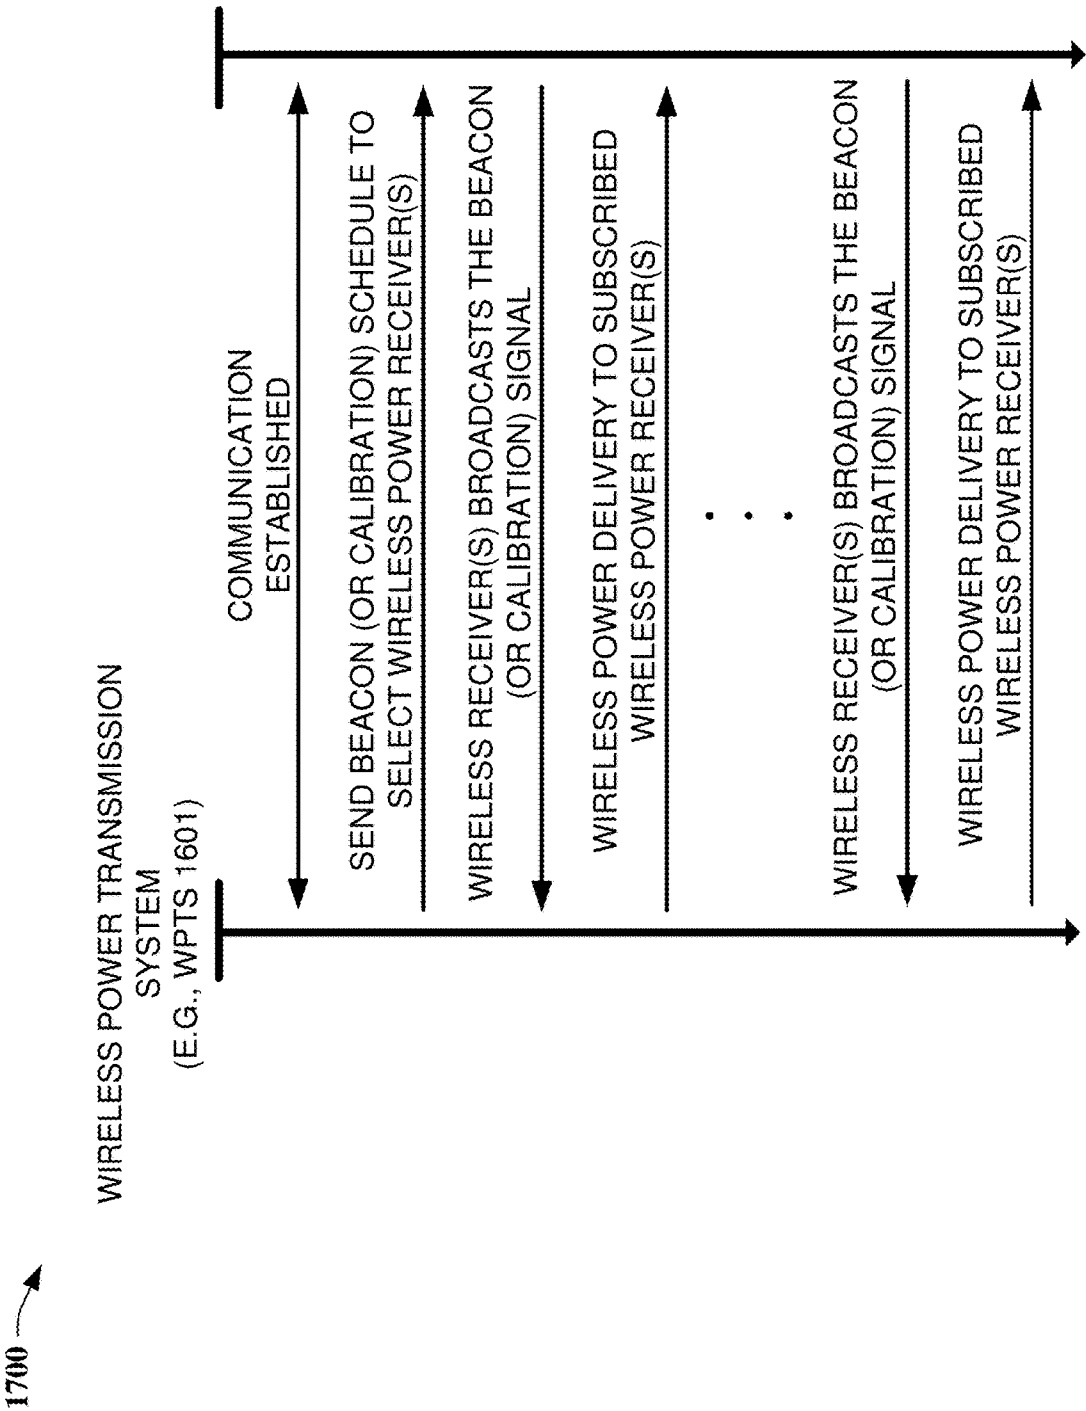 1700
WIRELESS POWER TRANSMISSION
SYSTEM
(E.G., WPTS 1601)
COMMUNICATION
ESTABLISHED
SEND BEACON (OR CALIBRATION) SCHEDULE TO
SELECT WIRELESS POWER RECEIVER(S)
WIRELESS RECEIVER(S) BROADCASTS THE BEACON
(OR CALIBRATION) SIGNAL
WIRELESS POWER DELIVERY TO SUBSCRIBED
WIRELESS POWER RECEIVER(S)
. . .
WIRELESS RECEIVER(S) BROADCASTS THE BEACON
(OR CALIBRATION) SIGNAL
WIRELESS POWER DELIVERY TO SUBSCRIBED
WIRELESS POWER RECEIVER(S)